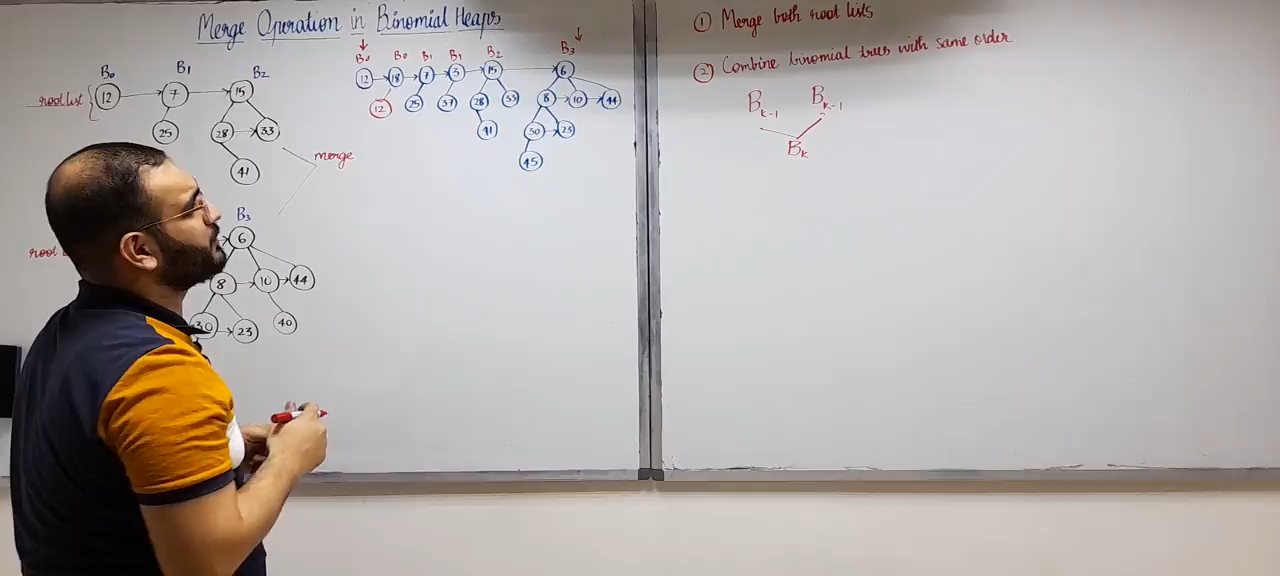 Merge Operation in Binomial Heaps
B₀ B₁ B₂
root list
12 7 15
25 28 33
41
merge
B₃
root
6
8 10 44
30 23 40
B₀ B₀ B₁ B₁ B₂ B₃
12 18 7 3 15 6
12 25 37 28 33 8 10 44
41 30 23
45
① Merge both root lists
② Combine binomial trees with same order
Bk-1 Bk-1
Bk